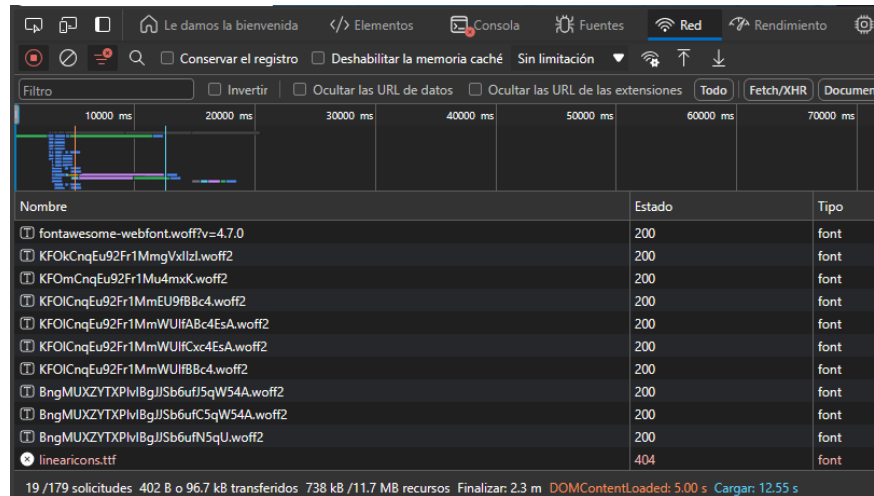 Le damos la bienvenida </> Elementos Consola Fuentes Red Rendimiento
Conservar el registro Deshabilitar la memoria caché Sin limitación
Filtro Invertir Ocultar las URL de datos Ocultar las URL de las extensiones Todo Fetch/XHR Documen
10000 ms 20000 ms 30000 ms 40000 ms 50000 ms 60000 ms 70000 ms
Nombre Estado Tipo
fontawesome-webfont.woff?v=4.7.0 200 font
KFOkCnqEu92Fr1MmgVxIIzI.woff2 200 font
KFOmCnqEu92Fr1Mu4mxK.woff2 200 font
KFOlCnqEu92Fr1MmEU9fBBc4.woff2 200 font
KFOlCnqEu92Fr1MmWUlfABc4EsA.woff2 200 font
KFOlCnqEu92Fr1MmWUlfCxc4EsA.woff2 200 font
KFOlCnqEu92Fr1MmWUlfBBc4.woff2 200 font
BngMUXZYTXPIvIBgJJSb6ufJ5qW54A.woff2 200 font
BngMUXZYTXPIvIBgJJSb6ufC5qW54A.woff2 200 font
BngMUXZYTXPIvIBgJJSb6ufN5qU.woff2 200 font
linearicons.ttf 404 font
19 /179 solicitudes 402 B o 96.7 kB transferidos 738 kB /11.7 MB recursos Finalizar: 2.3 m DOMContentLoaded: 5.00 s Cargar: 12.55 s